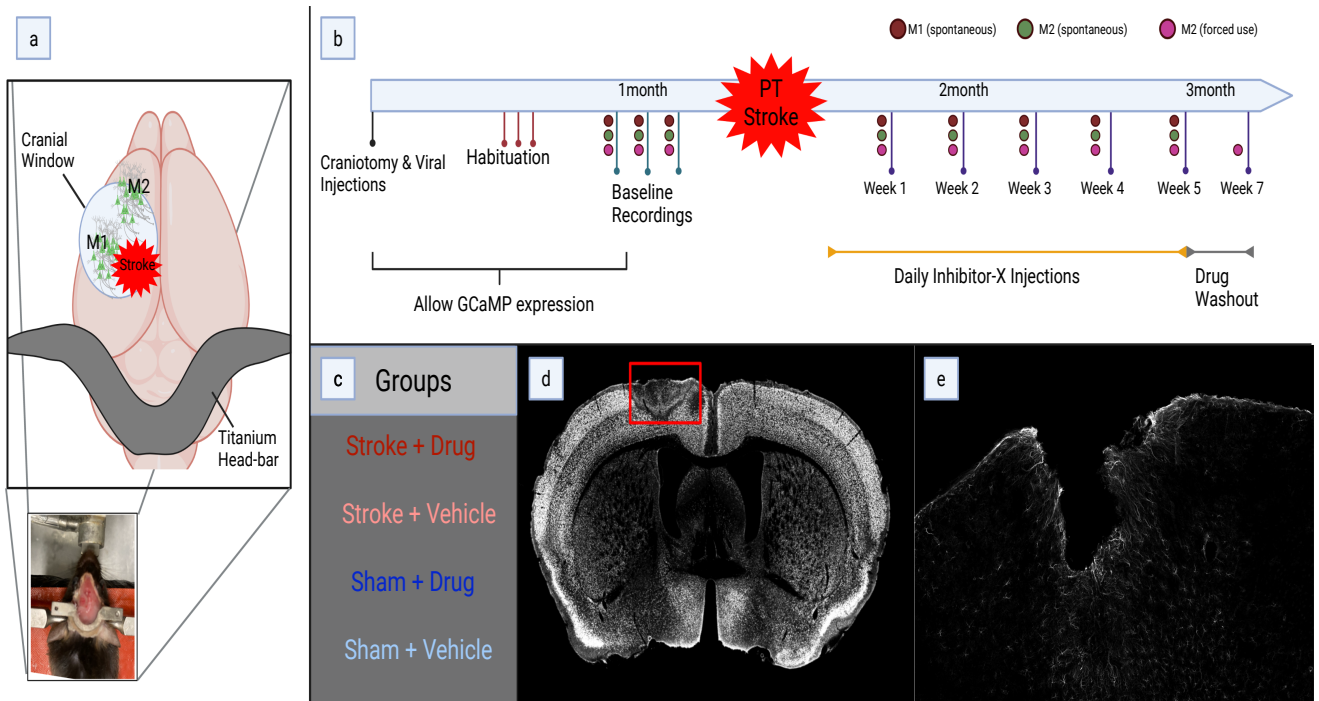 a
Cranial
Window
M2
M1
Stroke
Titanium
Head-bar
b
M1 (spontaneous)
M2 (spontaneous)
M2 (forced use)
1month
PT
Stroke
2month
3month
Craniotomy & Viral
Injections
Habituation
Baseline
Recordings
Week 1
Week 2
Week 3
Week 4
Week 5
Week 7
Allow GCaMP expression
Daily Inhibitor-X Injections
Drug
Washout
c
Groups
Stroke + Drug
Stroke + Vehicle
Sham + Drug
Sham + Vehicle
d
e